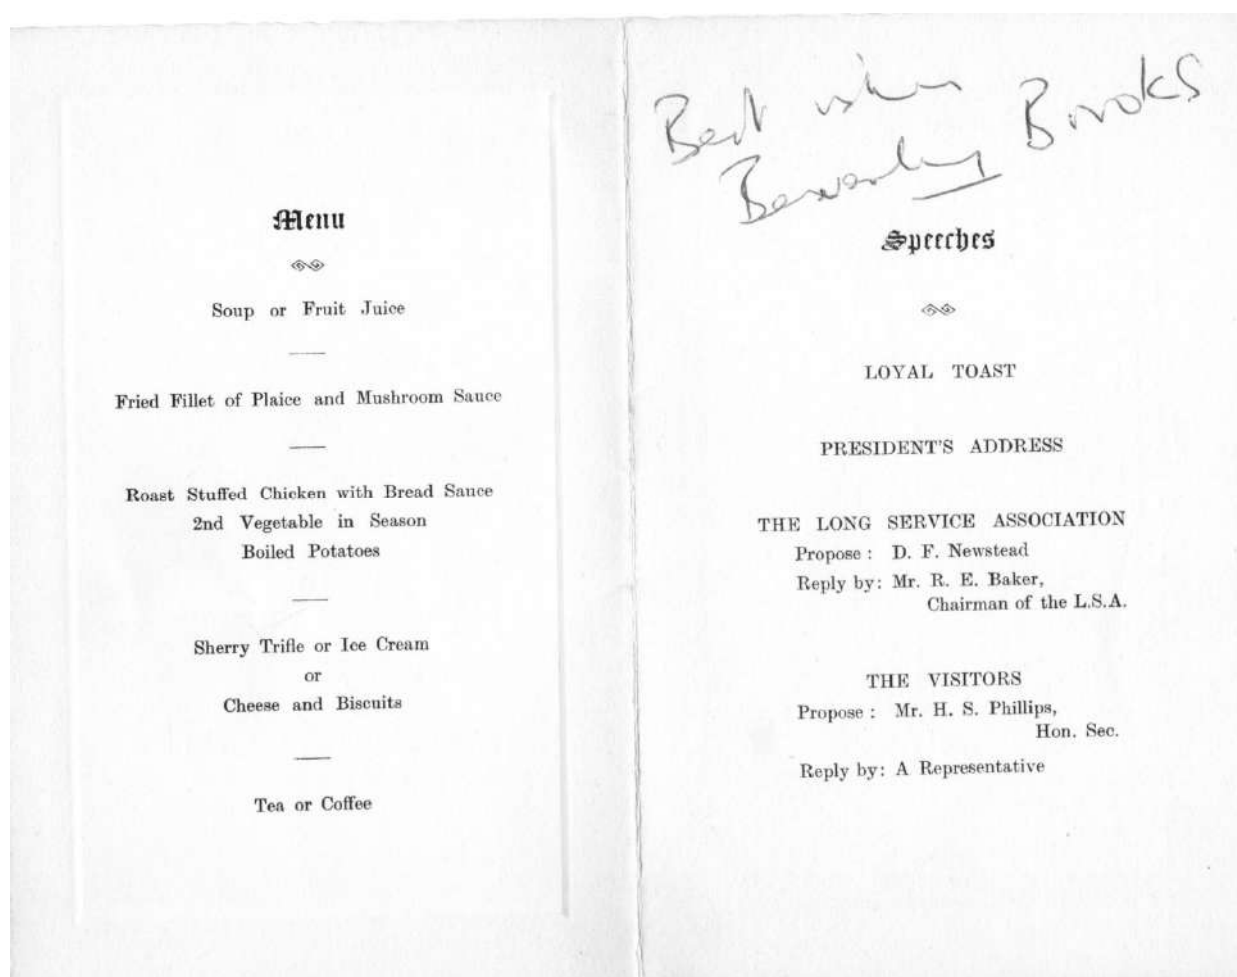 Menu
Soup or Fruit Juice
Fried Fillet of Plaice and Mushroom Sauce
Roast Stuffed Chicken with Bread Sauce
2nd Vegetable in Season
Boiled Potatoes
Sherry Trifle or Ice Cream
or
Cheese and Biscuits
Tea or Coffee
Best wishes
Beverley Brooks
Speeches
LOYAL TOAST
PRESIDENT'S ADDRESS
THE LONG SERVICE ASSOCIATION
Propose : D. F. Newstead
Reply by: Mr. R. E. Baker,
Chairman of the L.S.A.
THE VISITORS
Propose : Mr. H. S. Phillips,
Hon. Sec.
Reply by: A Representative